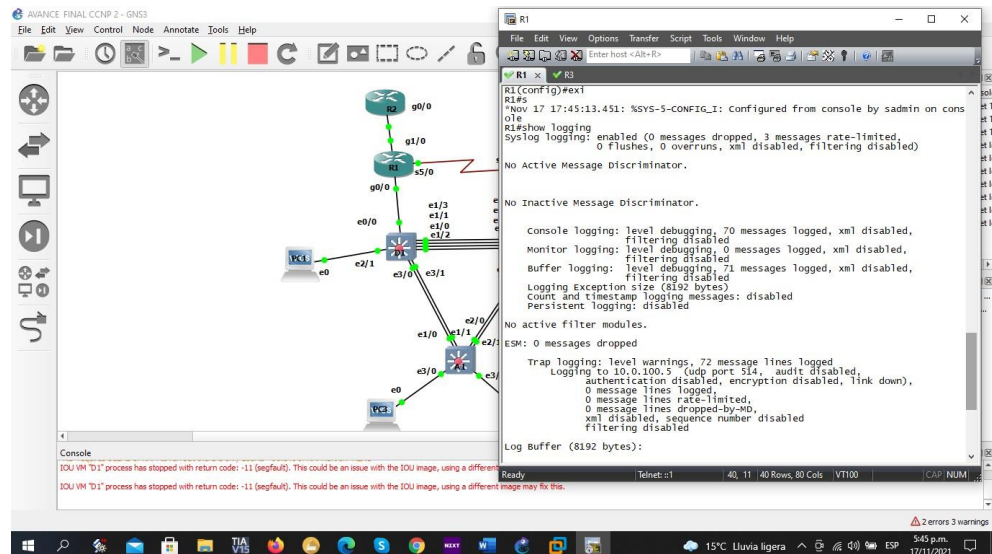 AVANCE FINAL CCNP 2 - GNS3
File Edit View Control Node Annotate Tools Help
R2
g0/0
g1/0
R1
s5/0
g0/0
e1/3
e1/1
e1/0
e1/2
e0/0
D1
e0
e2/1
e3/0
e3/1
e2/0
e1/0
e1/1
e2/1
A1
e3/0
e3/
e0
Console
IOU VM "D1" process has stopped with return code: -11 (segfault). This could be an issue with the IOU image, using a different
IOU VM "D1" process has stopped with return code: -11 (segfault). This could be an issue with the IOU image, using a different image may fix this.
2 errors 3 warnings
R1
File Edit View Options Transfer Script Tools Window Help
Enter host <Alt+R>
R1
R3
R1(config)#exi
R1#s
*Nov 17 17:45:13.451: %SYS-5-CONFIG_I: Configured from console by sadmin on cons
ole
R1#show logging
Syslog logging: enabled (0 messages dropped, 3 messages rate-limited,
0 flushes, 0 overruns, xml disabled, filtering disabled)
No Active Message Discriminator.
No Inactive Message Discriminator.
Console logging: level debugging, 70 messages logged, xml disabled,
filtering disabled
Monitor logging: level debugging, 0 messages logged, xml disabled,
filtering disabled
Buffer logging: level debugging, 71 messages logged, xml disabled,
filtering disabled
Logging Exception size (8192 bytes)
Count and timestamp logging messages: disabled
Persistent logging: disabled
No active filter modules.
ESM: 0 messages dropped
Trap logging: level warnings, 72 message lines logged
Logging to 10.0.100.5 (udp port 514, audit disabled,
authentication disabled, encryption disabled, link down),
0 message lines logged,
0 message lines rate-limited,
0 message lines dropped-by-MD,
xml disabled, sequence number disabled
filtering disabled
Log Buffer (8192 bytes):
Ready
Telnet: ::1
40, 11
40 Rows, 80 Cols
VT100
CAP NUM
TIA V15
NEXT
15°C Lluvia ligera
ESP
5:45 p.m.
17/11/2021